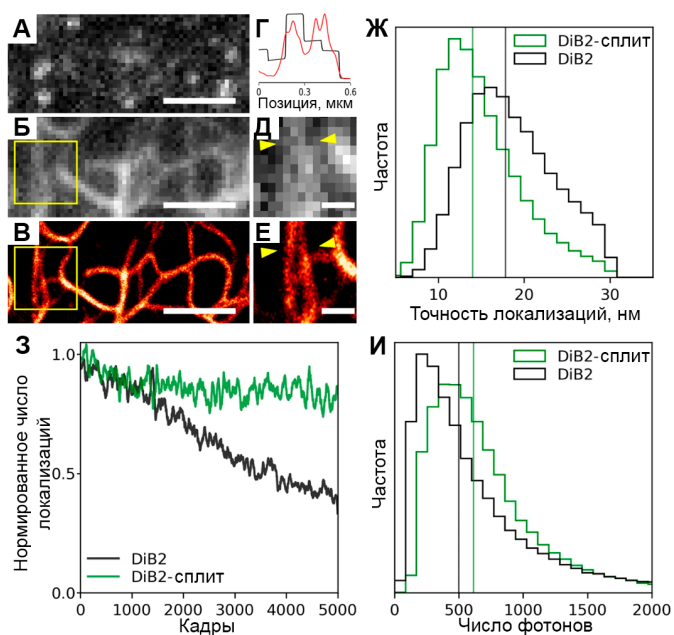 А
Г
0
0.6
Позиция, мкм
Б
Д
В
Е
Ж
DiB2-сплит
DiB2
Частота
10
20
30
Точность локализаций, нм
З
1.0
0.5
0.0
Нормированное число
локализаций
DiB2
DiB2-сплит
0
1000
2000
3000
4000
5000
Кадры
И
DiB2-сплит
DiB2
Частота
0
500
1000
1500
2000
Число фотонов